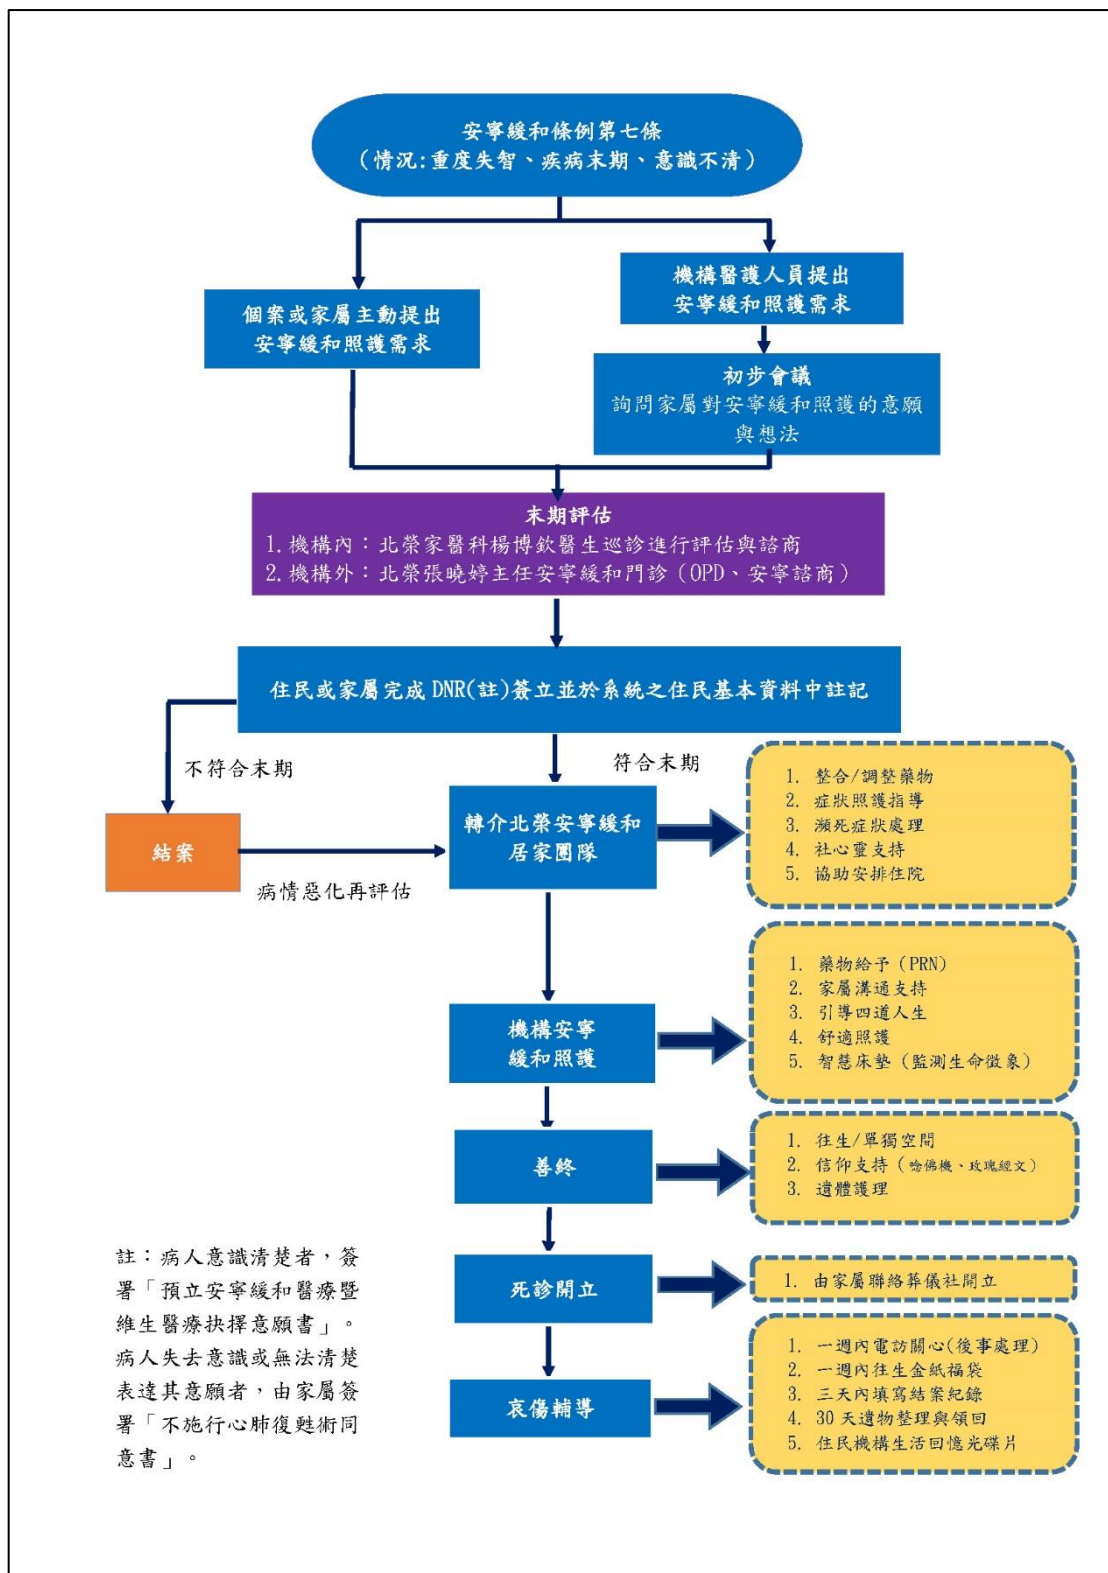 安寧緩和條例第七條
（情況:重度失智、疾病末期、意識不清）
個案或家屬主動提出
安寧緩和照護需求
機構醫護人員提出
安寧緩和照護需求
初步會議
詢問家屬對安寧緩和照護的意願
與想法
末期評估
1.機構內：北榮家醫科楊博欽醫生巡診進行評估與諮商
2.機構外：北榮張曉婷主任安寧緩和門診（OPD、安寧諮商）
住民或家屬完成 DNR(註)簽立並於系統之住民基本資料中註記
不符合末期
符合末期
結案
病情惡化再評估
轉介北榮安寧緩和
居家團隊
1. 整合/調整藥物
2. 症狀照護指導
3. 瀕死症狀處理
4. 社心靈支持
5. 協助安排住院
機構安寧
緩和照護
1. 藥物給予（PRN）
2. 家屬溝通支持
3. 引導四道人生
4. 舒適照護
5. 智慧床墊（監測生命徵象）
善終
1. 往生/單獨空間
2. 信仰支持（唸佛機、玫瑰經文）
3. 遺體護理
死診開立
1. 由家屬聯絡葬儀社開立
哀傷輔導
1. 一週內電訪關心(後事處理)
2. 一週內往生金紙福袋
3. 三天內填寫結案紀錄
4. 30 天遺物整理與領回
5. 住民機構生活回憶光碟片
註：病人意識清楚者，簽
署「預立安寧緩和醫療暨
維生醫療抉擇意願書」。
病人失去意識或無法清楚
表達其意願者，由家屬簽
署「不施行心肺復甦術同
意書」。